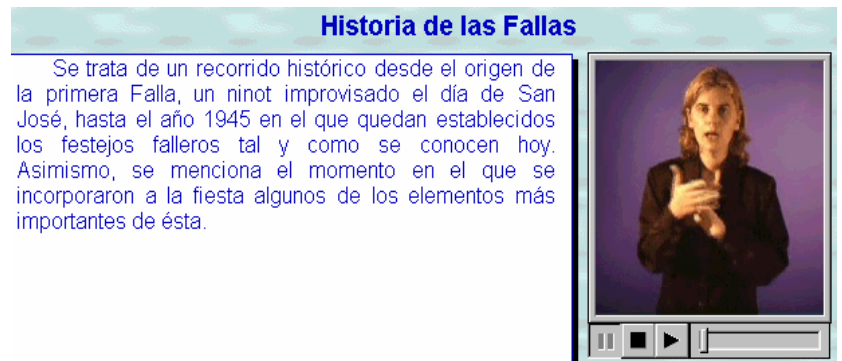 Historia de las Fallas
Se trata de un recorrido histórico desde el origen de
la primera Falla, un ninot improvisado el día de San
José, hasta el año 1945 en el que quedan establecidos
los festejos falleros tal y como se conocen hoy.
Asimismo, se menciona el momento en el que se
incorporaron a la fiesta algunos de los elementos más
importantes de ésta.